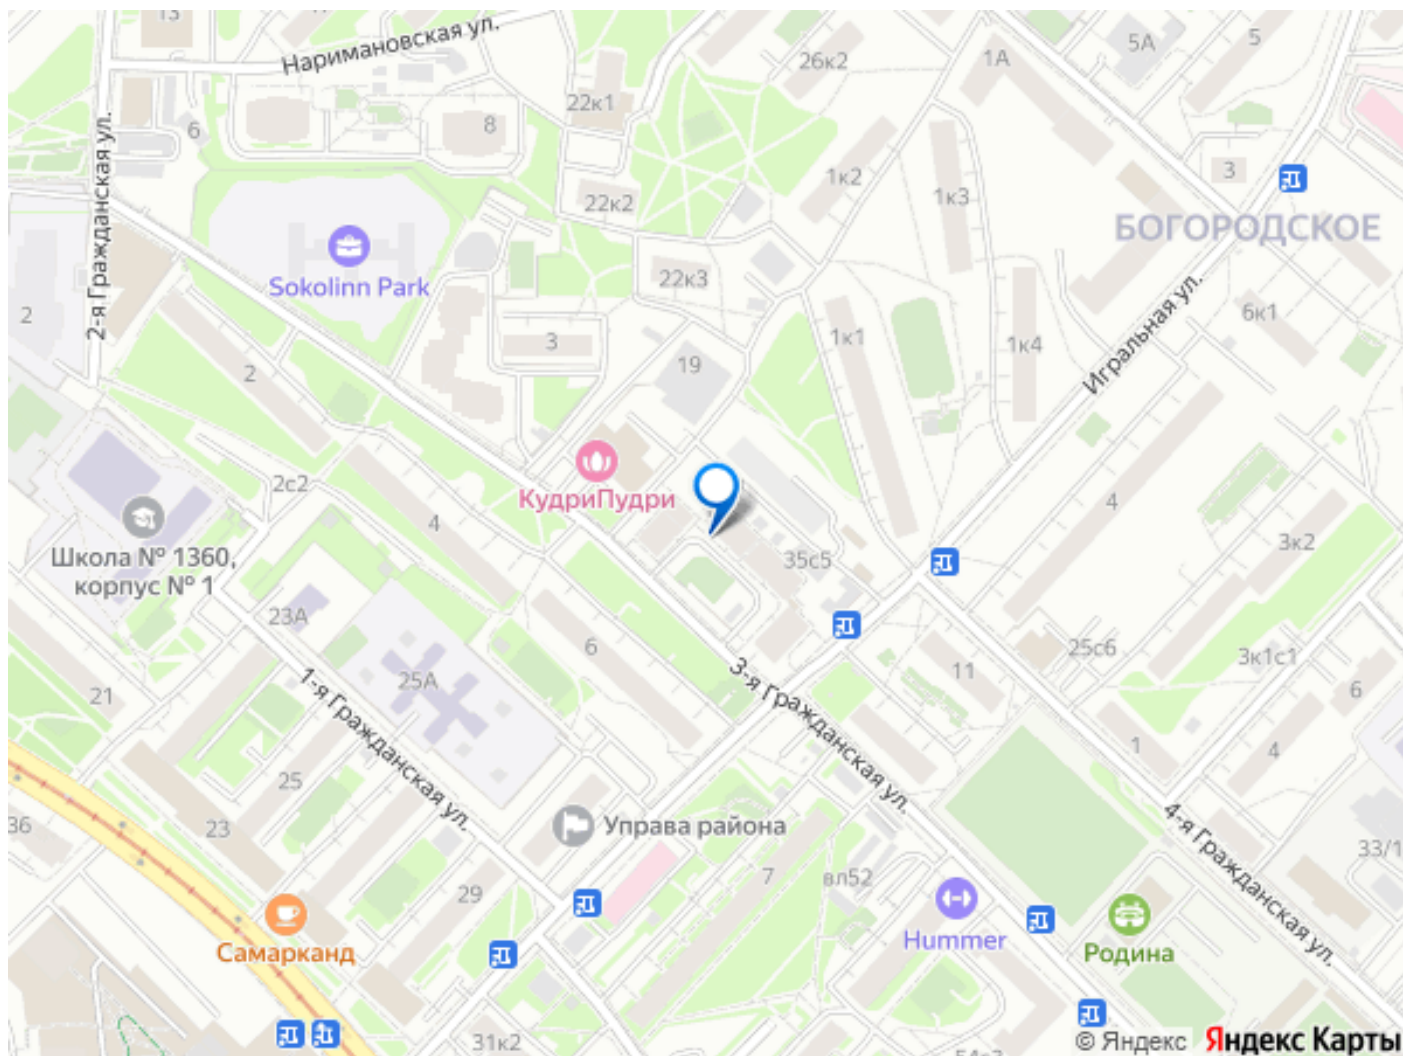 13
Наримановская ул.
26к2
1А
5А
5
22к1
8
6
2-я Гражданская ул.
1к2
1к3
3
22к2
БОГОРОДСКОЕ
Sokolinn Park
22к3
2
3
1к1
1к4
6к1
Игральная ул.
2
19
КудриПудри
2с2
4
4
Школа № 1360,
корпус № 1
35с5
3к2
23А
6
25А
21
1-я Гражданская ул.
3-я Гражданская ул.
11
25с6
3к1с1
6
1
4
25
36
23
Управа района
4-я Гражданская ул.
33/1
7
вл52
29
Самарканд
Hummer
Родина
31к2
© Яндекс Яндекс Карты